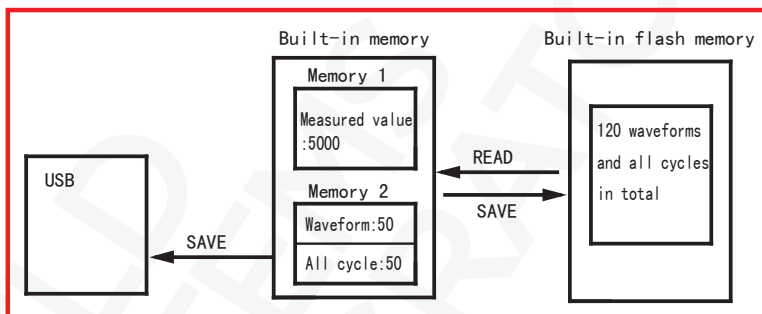 Built-in memory
Built-in flash memory
Memory 1
Measured value
:5000
120 waveforms
and all cycles
in total
READ
SAVE
USB
Memory 2
Waveform:50
All cycle:50
SAVE